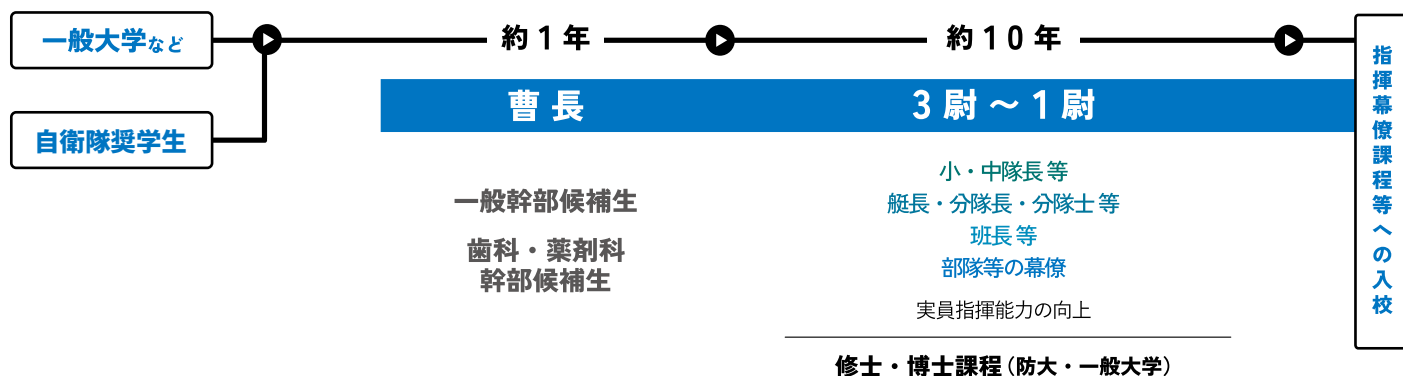 一般大学など
自衛隊奨学生
約1年
約10年
曹長
3尉～1尉
一般幹部候補生
歯科・薬剤科
幹部候補生
小・中隊長 等
艇長・分隊長・分隊士 等
班長 等
部隊等の幕僚
実員指揮能力の向上
修士・博士課程（防大・一般大学）
指揮幕僚課程等への入校